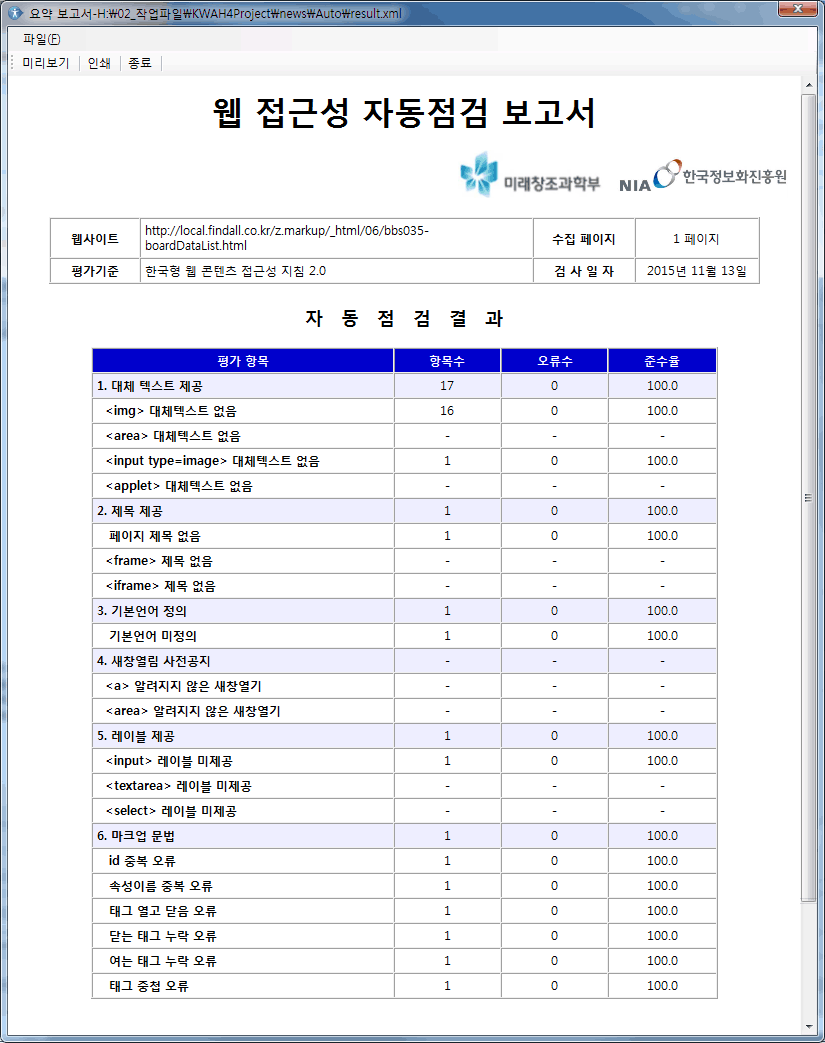 요약 보고서-H:\02_작업파일\KWAH4Project\news\Auto\result.xml
파일(F)
미리보기 인쇄 종료
웹 접근성 자동점검 보고서
미래창조과학부 NIA 한국정보화진흥원
웹사이트 http://local.findall.co.kr/z.markup/_html/06/bbs035-boardDataList.html 수집 페이지 1 페이지
평가기준 한국형 웹 콘텐츠 접근성 지침 2.0 검 사 일 자 2015년 11월 13일
자 동 점 검 결 과
평가 항목 항목수 오류수 준수율
1. 대체 텍스트 제공 17 0 100.0
<img> 대체텍스트 없음 16 0 100.0
<area> 대체텍스트 없음 - - -
<input type=image> 대체텍스트 없음 1 0 100.0
<applet> 대체텍스트 없음 - - -
2. 제목 제공 1 0 100.0
페이지 제목 없음 1 0 100.0
<frame> 제목 없음 - - -
<iframe> 제목 없음 - - -
3. 기본언어 정의 1 0 100.0
기본언어 미정의 1 0 100.0
4. 새창열림 사전공지 - - -
<a> 알려지지 않은 새창열기 - - -
<area> 알려지지 않은 새창열기 - - -
5. 레이블 제공 1 0 100.0
<input> 레이블 미제공 1 0 100.0
<textarea> 레이블 미제공 - - -
<select> 레이블 미제공 - - -
6. 마크업 문법 1 0 100.0
id 중복 오류 1 0 100.0
속성이름 중복 오류 1 0 100.0
태그 열고 닫음 오류 1 0 100.0
닫는 태그 누락 오류 1 0 100.0
여는 태그 누락 오류 1 0 100.0
태그 중첩 오류 1 0 100.0